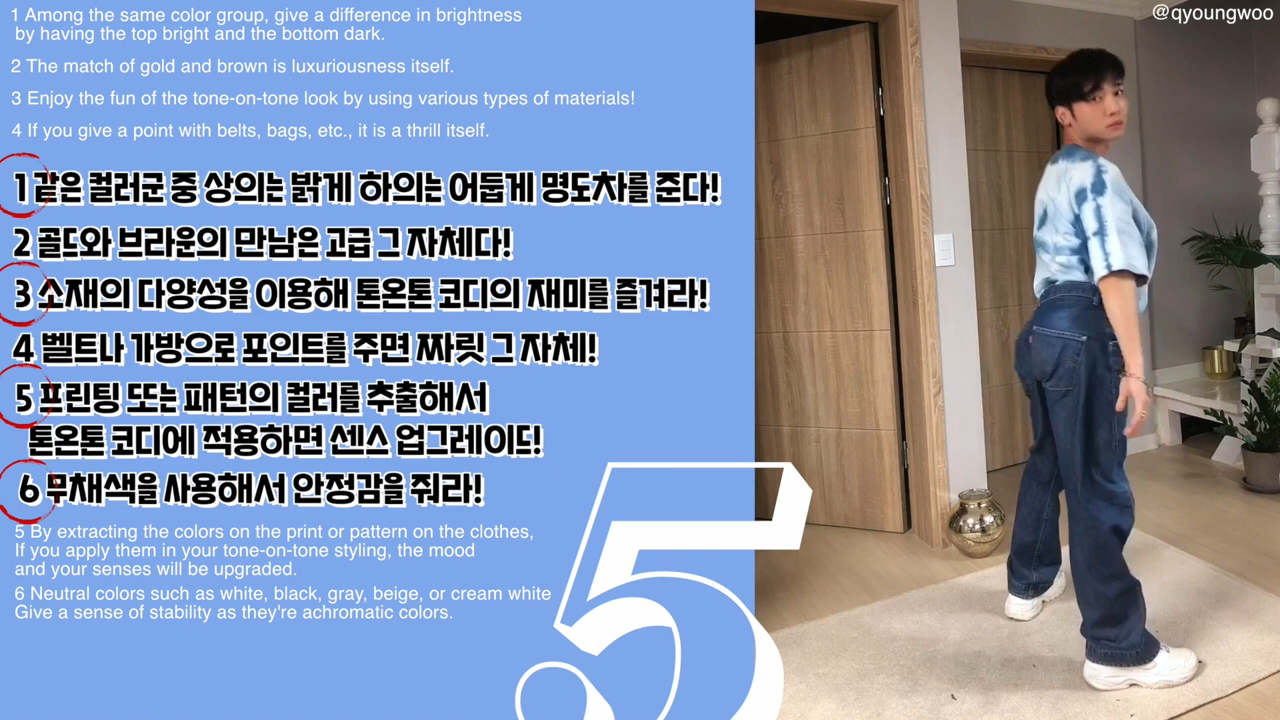 1 Among the same color group, give a difference in brightness
by having the top bright and the bottom dark.
2 The match of gold and brown is luxuriousness itself.
3 Enjoy the fun of the tone-on-tone look by using various types of materials!
4 If you give a point with belts, bags, etc., it is a thrill itself.
1 같은 컬러군 중 상의는 밝게 하의는 어둡게 명도차를 준다!
2 골드와 브라운의 만남은 고급 그 자체다!
3 소재의 다양성을 이용해 톤온톤 코디의 재미를 즐겨라!
4 벨트나 가방으로 포인트를 주면 짜릿 그 자체!
5 프린팅 또는 패턴의 컬러를 추출해서
톤온톤 코디에 적용하면 센스 업그레이드!
6 무채색을 사용해서 안정감을 줘라!
5 By extracting the colors on the print or pattern on the clothes,
If you apply them in your tone-on-tone styling, the mood
and your senses will be upgraded.
6 Neutral colors such as white, black, gray, beige, or cream white
Give a sense of stability as they're achromatic colors.
5
@qyoungwoo